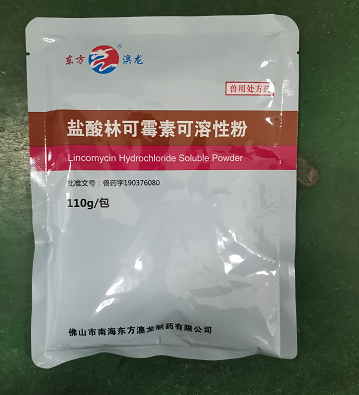 东方 澳龙
®
兽用处方药
盐酸林可霉素可溶性粉
Lincomycin Hydrochloride Soluble Powder
批准文号：兽药字190376080
110g/包
佛山市南海东方澳龙制药有限公司